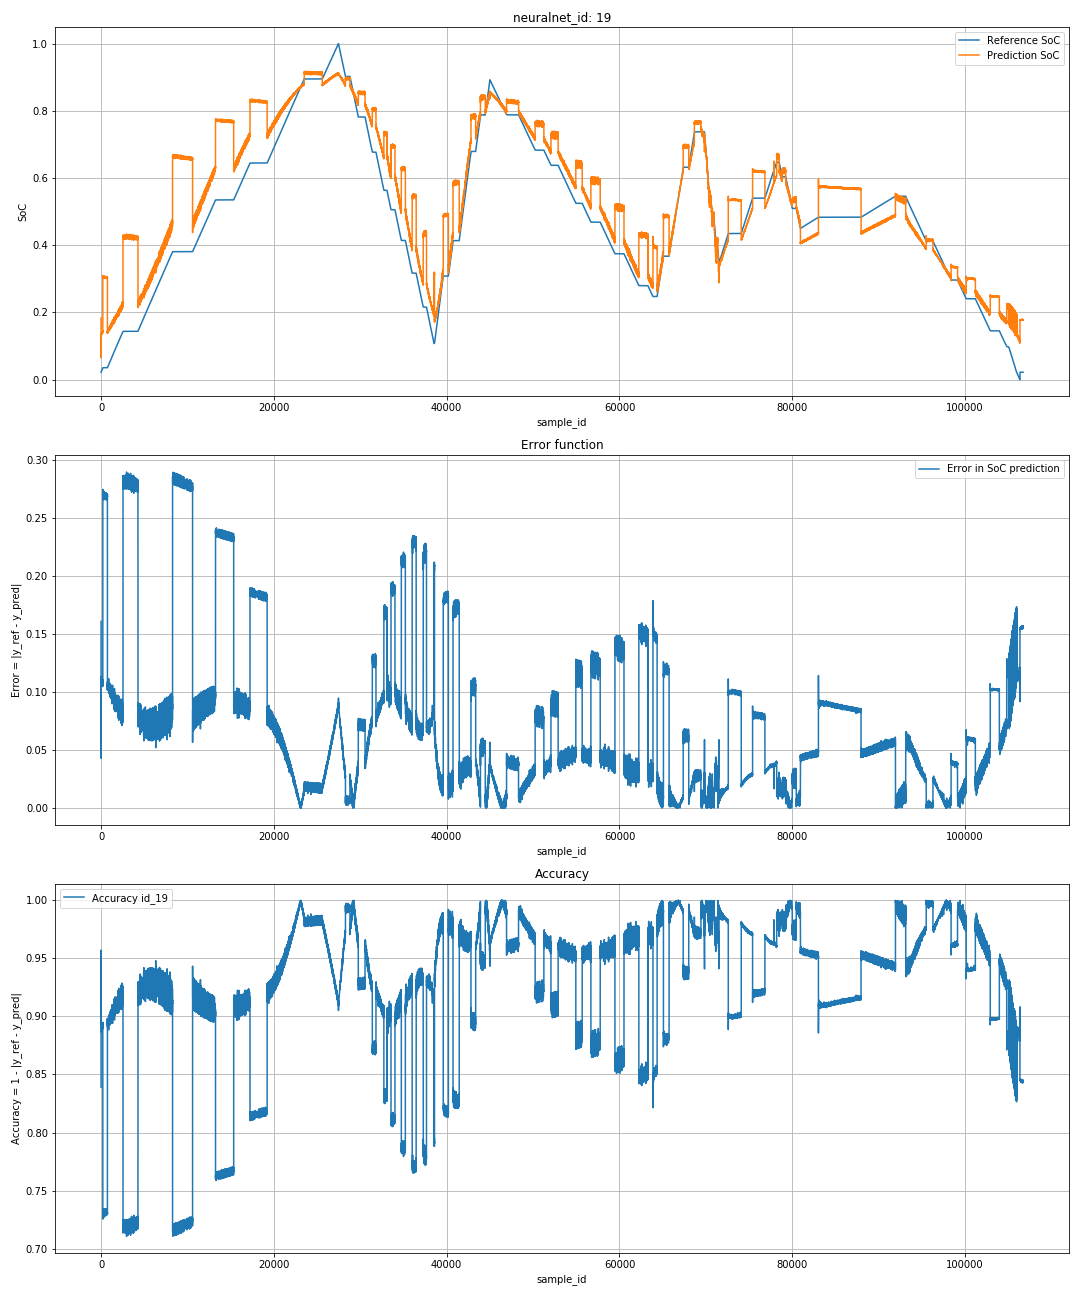 neuralnet_id: 19
Reference SoC
Prediction SoC
1.0
0.8
0.6
0.4
0.2
0.0
SoC
0
20000
40000
60000
80000
100000
sample_id
Error function
Error in SoC prediction
0.30
0.25
0.20
0.15
0.10
0.05
0.00
Error = |y_ref - y_pred|
0
20000
40000
60000
80000
100000
sample_id
Accuracy
Accuracy id_19
1.00
0.95
0.90
0.85
0.80
0.75
0.70
Accuracy = 1 - |y_ref - y_pred|
0
20000
40000
60000
80000
100000
sample_id